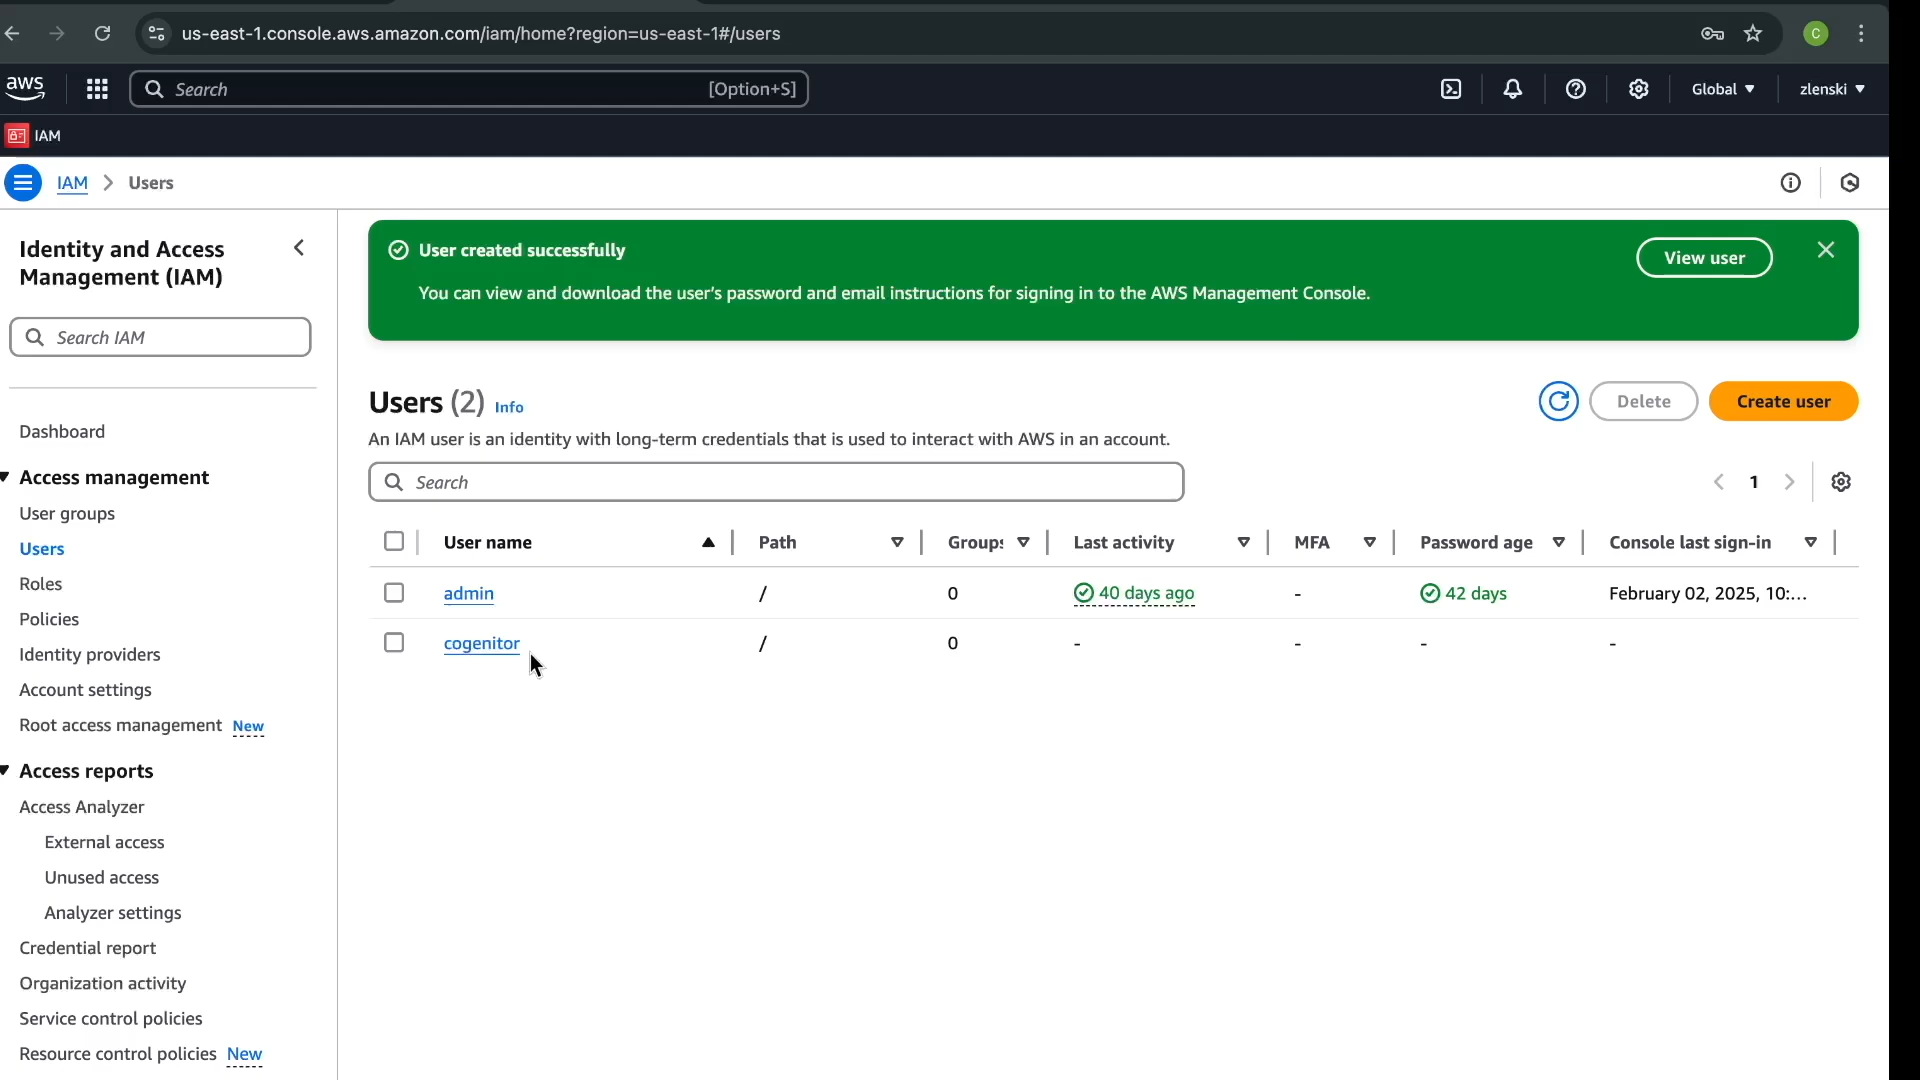 us-east-1.console.aws.amazon.com/iam/home?region=us-east-1#/users
C
aws
Search
[Option+S]
Global
zlenski
IAM
IAM
Users
Identity and Access
Management (IAM)
Search IAM
Dashboard
Access management
User groups
Users
Roles
Policies
Identity providers
Account settings
Root access management New
Access reports
Access Analyzer
External access
Unused access
Analyzer settings
Credential report
Organization activity
Service control policies
Resource control policies New
User created successfully
You can view and download the user's password and email instructions for signing in to the AWS Management Console.
View user
Users (2) Info
Delete
Create user
An IAM user is an identity with long-term credentials that is used to interact with AWS in an account.
Search
1
User name Path Groups Last activity MFA Password age Console last sign-in
admin / 0 40 days ago - 42 days February 02, 2025, 10:...
cogenitor / 0 - - - -